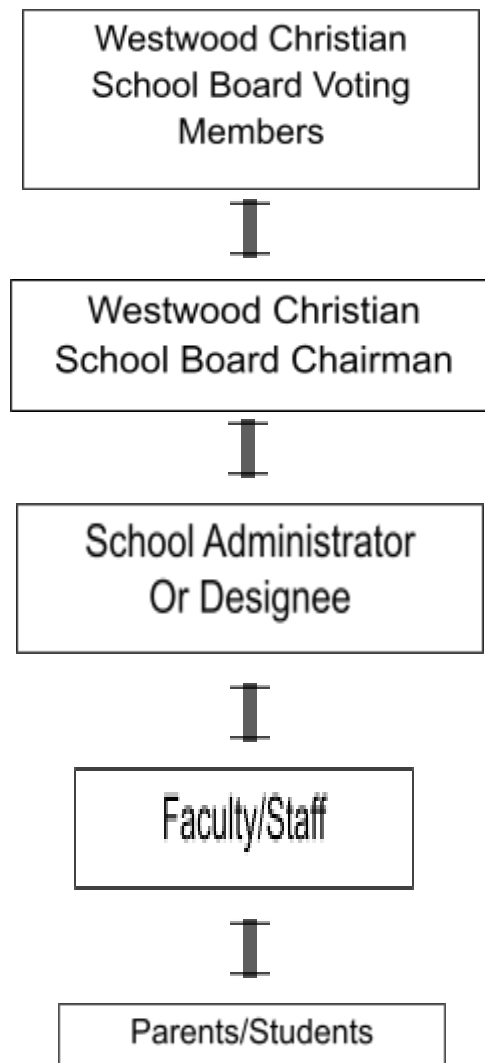 Westwood Christian
School Board Voting
Members
Westwood Christian
School Board Chairman
School Administrator
Or Designee
Faculty/Staff
Parents/Students